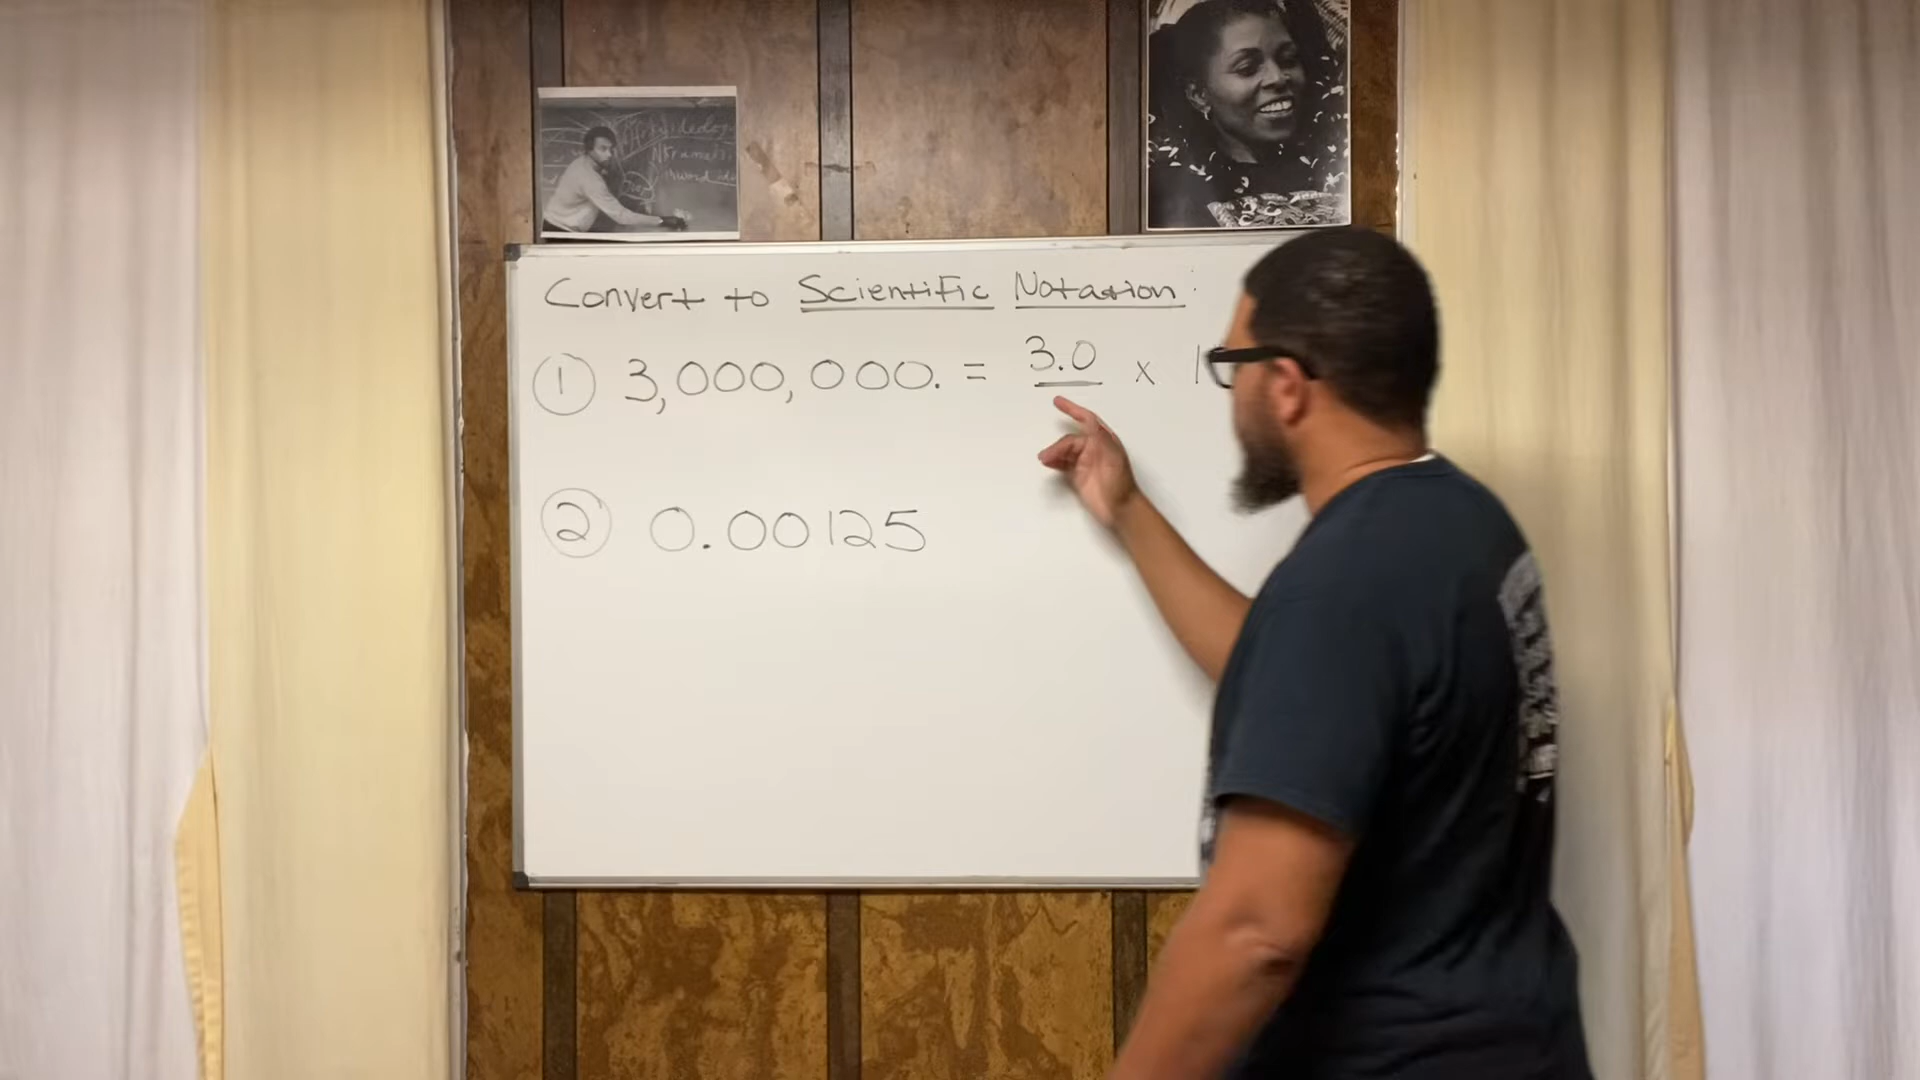 Convert to Scientific Notation:
① 3,000,000. = 3.0 x 1
② 0.00125